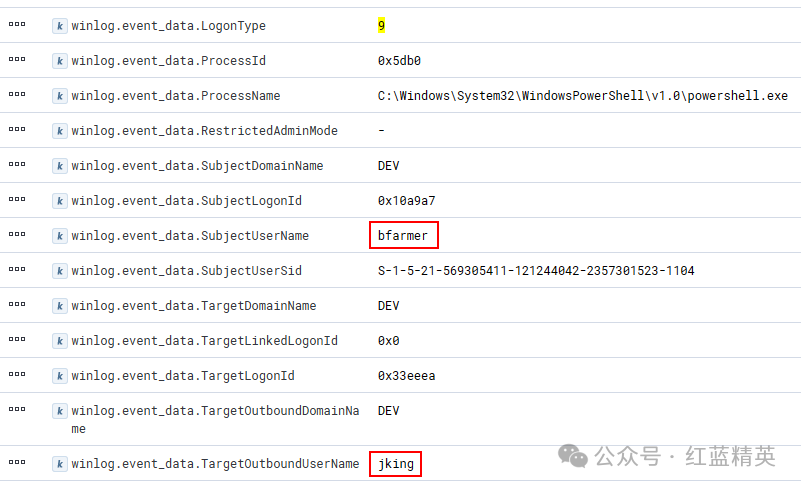 k winlog.event_data.LogonType 9
k winlog.event_data.ProcessId 0x5db0
k winlog.event_data.ProcessName C:\Windows\System32\WindowsPowerShell\v1.0\powershell.exe
k winlog.event_data.RestrictedAdminMode -
k winlog.event_data.SubjectDomainName DEV
k winlog.event_data.SubjectLogonId 0x10a9a7
k winlog.event_data.SubjectUserName bfarmer
k winlog.event_data.SubjectUserSid S-1-5-21-569305411-121244042-2357301523-1104
k winlog.event_data.TargetDomainName DEV
k winlog.event_data.TargetLinkedLogonId 0x0
k winlog.event_data.TargetLogonId 0x33eeea
k winlog.event_data.TargetOutboundDomainNa DEV
me
k winlog.event_data.TargetOutboundUserName jking
公众号 · 红蓝精英